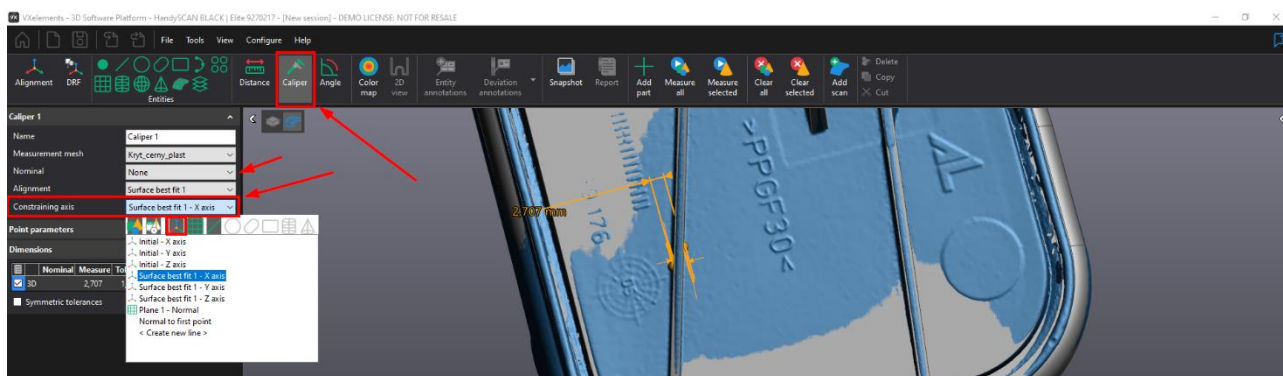 VXelements - 3D Software Platform - HandySCAN BLACK | Elite 9270217 - [New session] - DEMO LICENSE: NOT FOR RESALE
File Tools View Configure Help
Alignment DRF Entities Distance Caliper Angle Color map 2D view Entity annotations Deviation annotations Snapshot Report Add part Measure all Measure selected Clear all Clear selected Add scan Delete Copy Cut
Caliper 1
Name Caliper 1
Measurement mesh Kryt_cerny_plast
Nominal None
Alignment Surface best fit 1
Constraining axis Surface best fit 1 - X axis
Point parameters
Initial - X axis
Initial - Y axis
Dimensions
Initial - Z axis
Nominal Measure Tol
Surface best fit 1 - X axis
3D 2,707 1,
Surface best fit 1 - Y axis
Surface best fit 1 - Z axis
Symmetric tolerances
Plane 1 - Normal
Normal to first point
< Create new line >
2,707 mm
176
>PPGF30<